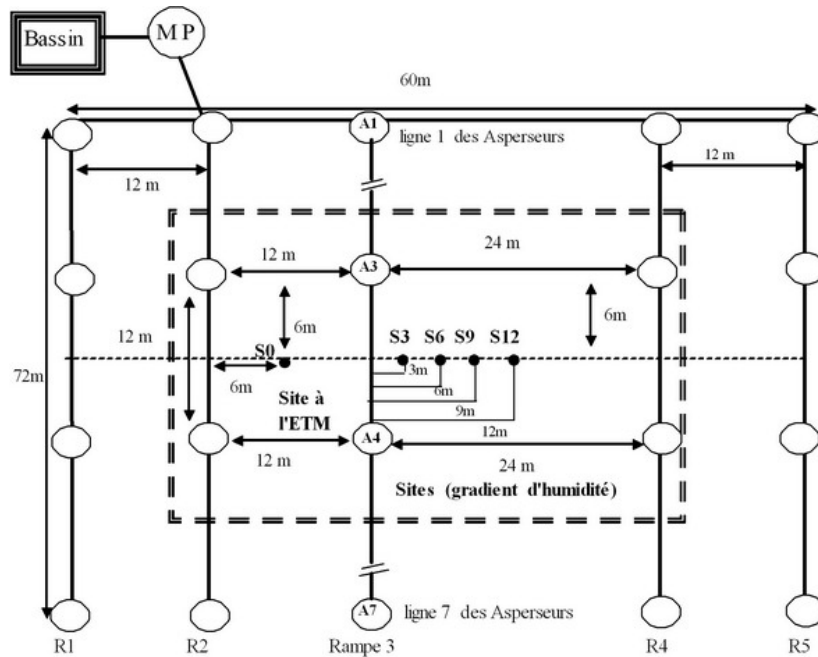 Bassin
MP
60m
A1
ligne 1 des Asperseurs
12 m
12 m
12 m
A3
24 m
12 m
6m
6m
S0
S3
S6
S9
S12
72m
6m
3m
6m
9m
12m
Site à
l'ETM
12 m
A4
24 m
Sites (gradient d'humidité)
A7
ligne 7 des Asperseurs
R1
R2
Rampe 3
R4
R5